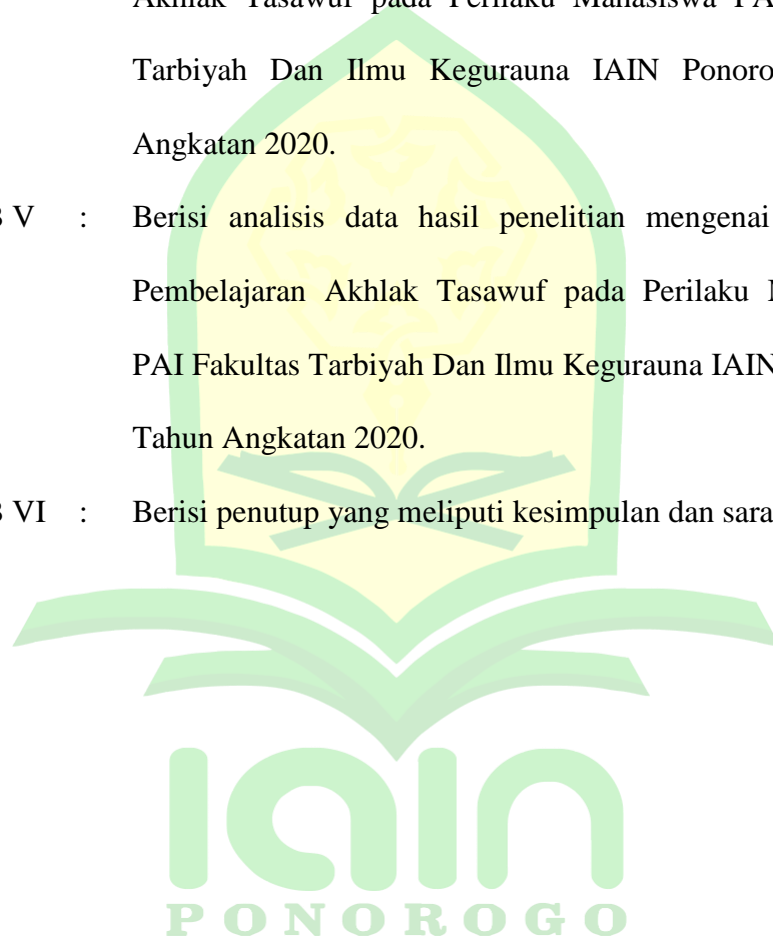 Akhlak Tasawuf pada Perilaku Mahasiswa PA
Tarbiyah Dan Ilmu Kegurauna IAIN Ponoro
Angkatan 2020.
B V : Berisi analisis data hasil penelitian mengenai
Pembelajaran Akhlak Tasawuf pada Perilaku
PAI Fakultas Tarbiyah Dan Ilmu Kegurauna IAIN
Tahun Angkatan 2020.
B VI : Berisi penutup yang meliputi kesimpulan dan sara
IAIN
PONOROGO